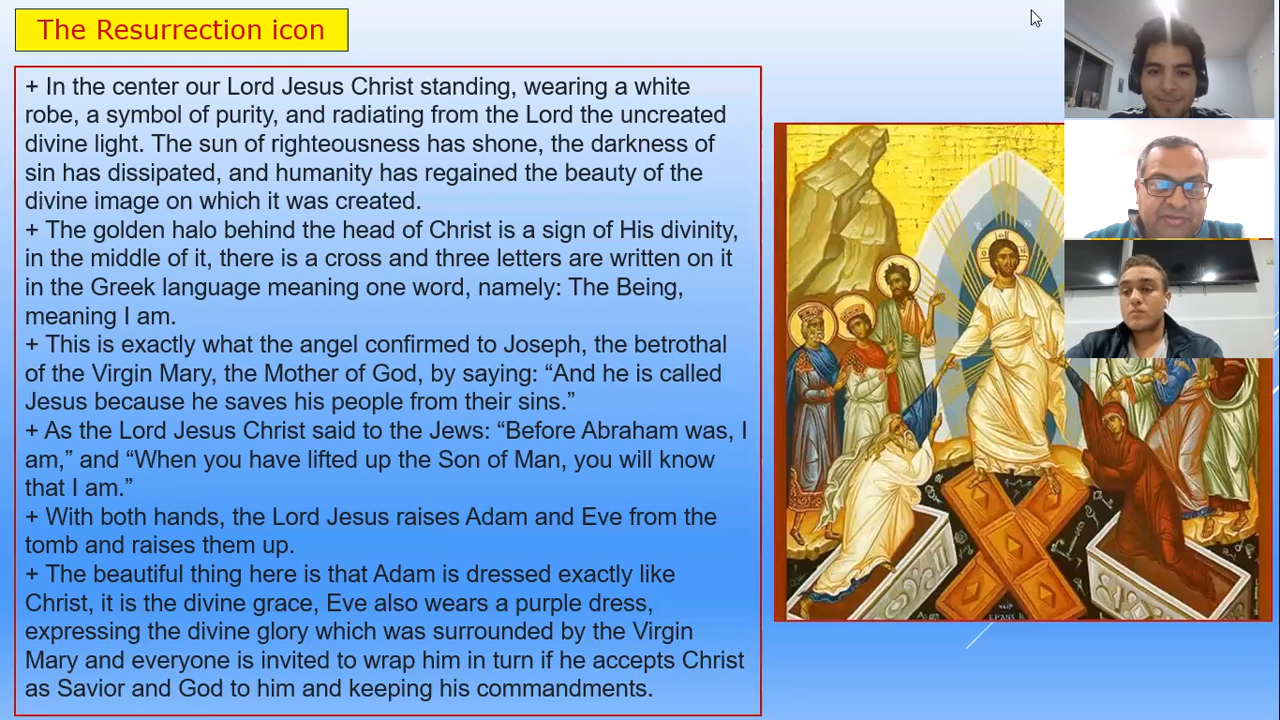 The Resurrection icon
+ In the center our Lord Jesus Christ standing, wearing a white
robe, a symbol of purity, and radiating from the Lord the uncreated
divine light. The sun of righteousness has shone, the darkness of
sin has dissipated, and humanity has regained the beauty of the
divine image on which it was created.
+ The golden halo behind the head of Christ is a sign of His divinity,
in the middle of it, there is a cross and three letters are written on it
in the Greek language meaning one word, namely: The Being,
meaning I am.
+ This is exactly what the angel confirmed to Joseph, the betrothal
of the Virgin Mary, the Mother of God, by saying: “And he is called
Jesus because he saves his people from their sins.”
+ As the Lord Jesus Christ said to the Jews: “Before Abraham was, I
am,” and “When you have lifted up the Son of Man, you will know
that I am.”
+ With both hands, the Lord Jesus raises Adam and Eve from the
tomb and raises them up.
+ The beautiful thing here is that Adam is dressed exactly like
Christ, it is the divine grace, Eve also wears a purple dress,
expressing the divine glory which was surrounded by the Virgin
Mary and everyone is invited to wrap him in turn if he accepts Christ
as Savior and God to him and keeping his commandments.